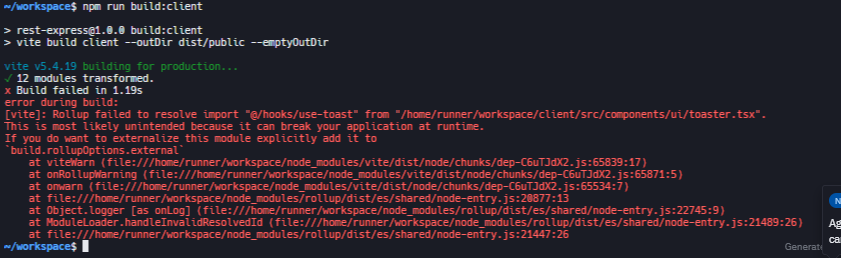 ~/workspace$ npm run build:client
> rest-express@1.0.0 build:client
> vite build client --outDir dist/public --emptyOutDir
vite v5.4.19 building for production...
✓ 12 modules transformed.
x Build failed in 1.19s
error during build:
[vite]: Rollup failed to resolve import "@/hooks/use-toast" from "/home/runner/workspace/client/src/components/ui/toaster.tsx".
This is most likely unintended because it can break your application at runtime.
If you do want to externalize this module explicitly add it to
`build.rollupOptions.external`
at viteWarn (file:///home/runner/workspace/node_modules/vite/dist/node/chunks/dep-C6uTJdX2.js:65839:17)
at onRollupWarning (file:///home/runner/workspace/node_modules/vite/dist/node/chunks/dep-C6uTJdX2.js:65871:5)
at onwarn (file:///home/runner/workspace/node_modules/vite/dist/node/chunks/dep-C6uTJdX2.js:65534:7)
at file:///home/runner/workspace/node_modules/rollup/dist/es/shared/node-entry.js:20877:13
at Object.logger [as onLog] (file:///home/runner/workspace/node_modules/rollup/dist/es/shared/node-entry.js:22745:9)
at ModuleLoader.handleInvalidResolvedId (file:///home/runner/workspace/node_modules/rollup/dist/es/shared/node-entry.js:21489:26)
at file:///home/runner/workspace/node_modules/rollup/dist/es/shared/node-entry.js:21447:26
~/workspace$
N
Ag
Generate
ca